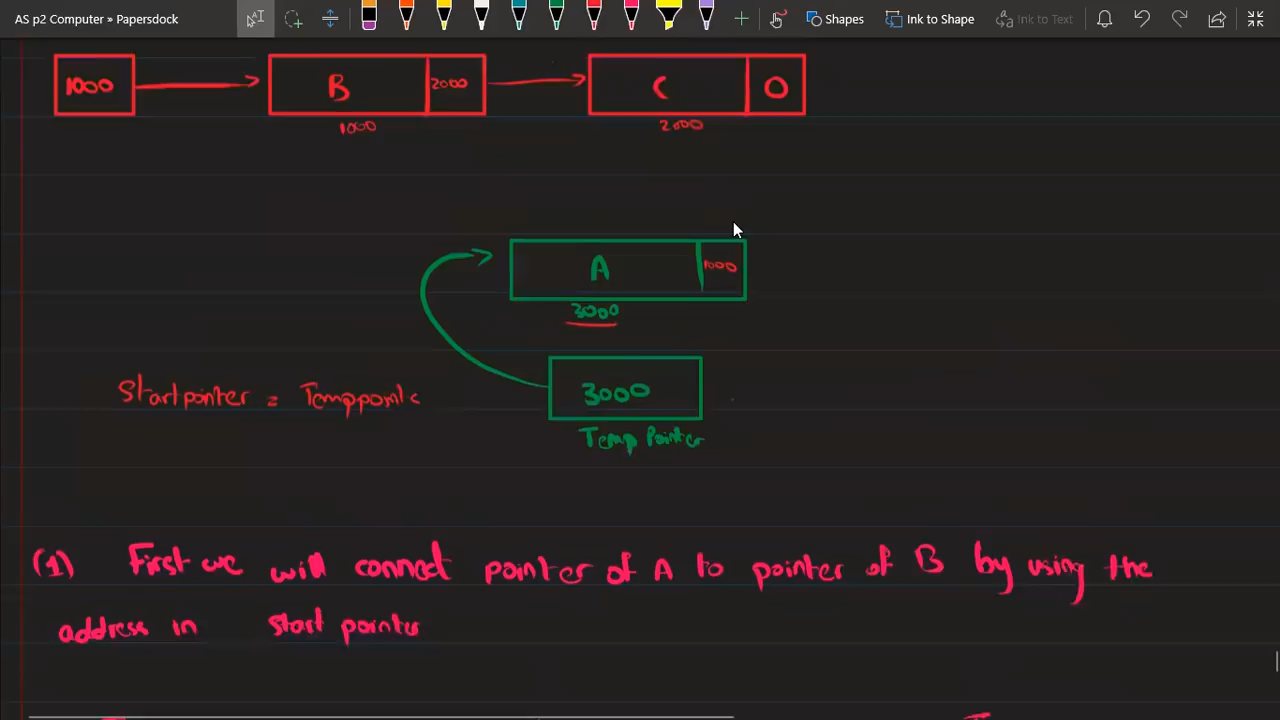 AS p2 Computer » Papersdock
Shapes
Ink to Shape
Ink to Text
1000 B 2000 C 0
1000 2000
A 1000
3000
3000
Startpointer = Temppointe
Temp Pointer
(1) First we will connect pointer of A to pointer of B by using the
address in start pointer